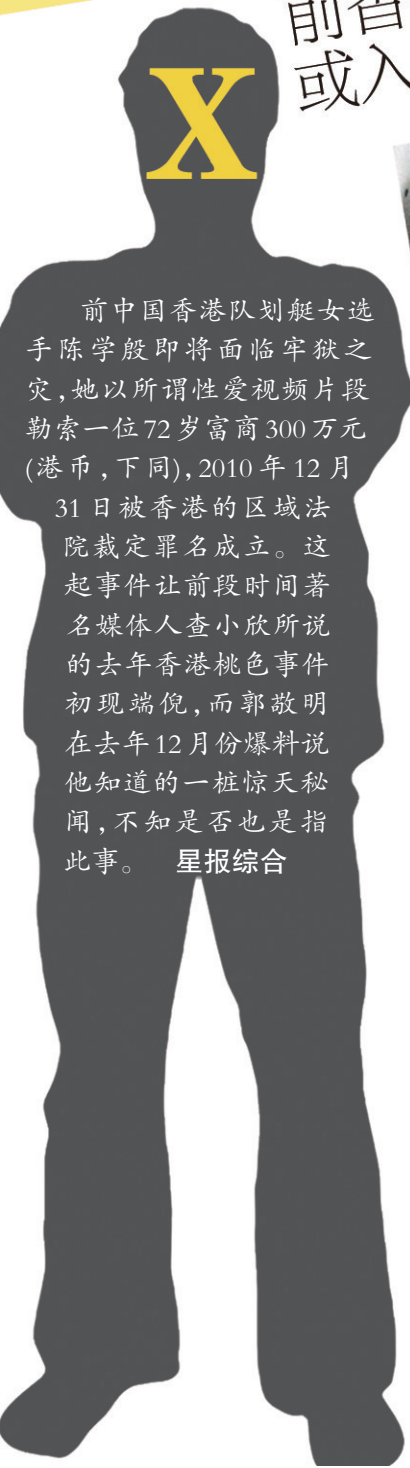 前香
或入
X
前中国香港队划艇女选
手陈学殷即将面临牢狱之
灾,她以所谓性爱视频片段
勒索一位72岁富商300万元
(港币,下同),2010年12月
31日被香港的区域法
院裁定罪名成立。这
起事件让前段时间著
名媒体人查小欣所说
的去年香港桃色事件
初现端倪,而郭敬明
在去年12月份爆料说
他知道的一桩惊天秘
闻,不知是否也是指
此事。 星报综合